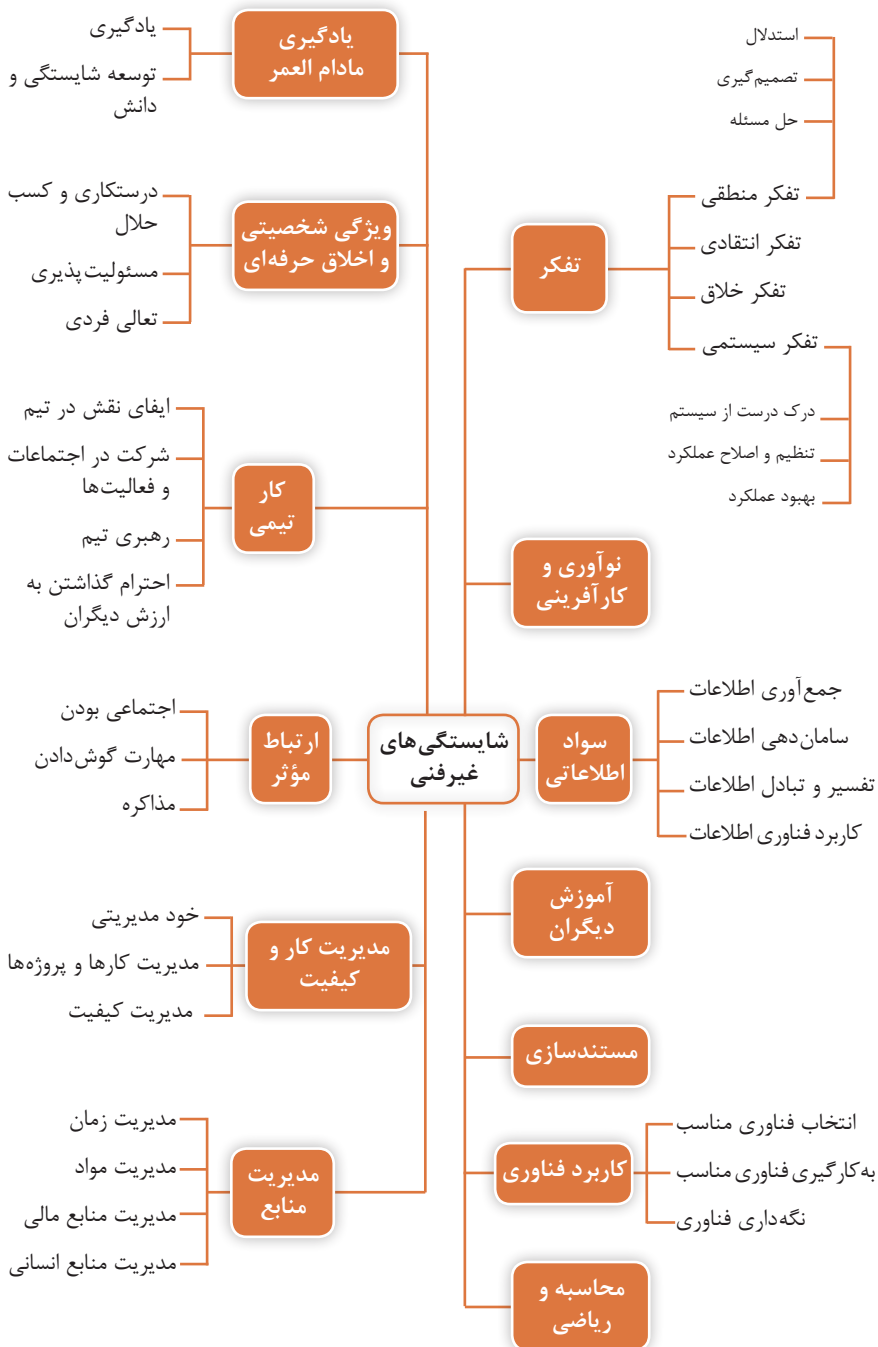 شایستگی‌های
غیرفنی
تفکر
تفکر منطقی
استدلال
تصمیم‌گیری
حل مسئله
تفکر انتقادی
تفکر خلاق
تفکر سیستمی
درک درست از سیستم
تنظیم و اصلاح عملکرد
بهبود عملکرد
نوآوری و
کارآفرینی
سواد
اطلاعاتی
جمع‌آوری اطلاعات
سامان‌دهی اطلاعات
تفسیر و تبادل اطلاعات
کاربرد فناوری اطلاعات
آموزش
دیگران
مستندسازی
کاربرد فناوری
انتخاب فناوری مناسب
به‌کارگیری فناوری مناسب
نگه‌داری فناوری
محاسبه و
ریاضی
یادگیری
مادام العمر
یادگیری
توسعه شایستگی و
دانش
ویژگی شخصیتی
و اخلاق حرفه‌ای
درستکاری و کسب
حلال
مسئولیت‌پذیری
تعالی فردی
کار
تیمی
ایفای نقش در تیم
شرکت در اجتماعات
و فعالیت‌ها
رهبری تیم
احترام گذاشتن به
ارزش دیگران
ارتباط
مؤثر
اجتماعی بودن
مهارت گوش‌دادن
مذاکره
مدیریت کار و
کیفیت
خود مدیریتی
مدیریت کارها و پروژه‌ها
مدیریت کیفیت
مدیریت
منابع
مدیریت زمان
مدیریت مواد
مدیریت منابع مالی
مدیریت منابع انسانی